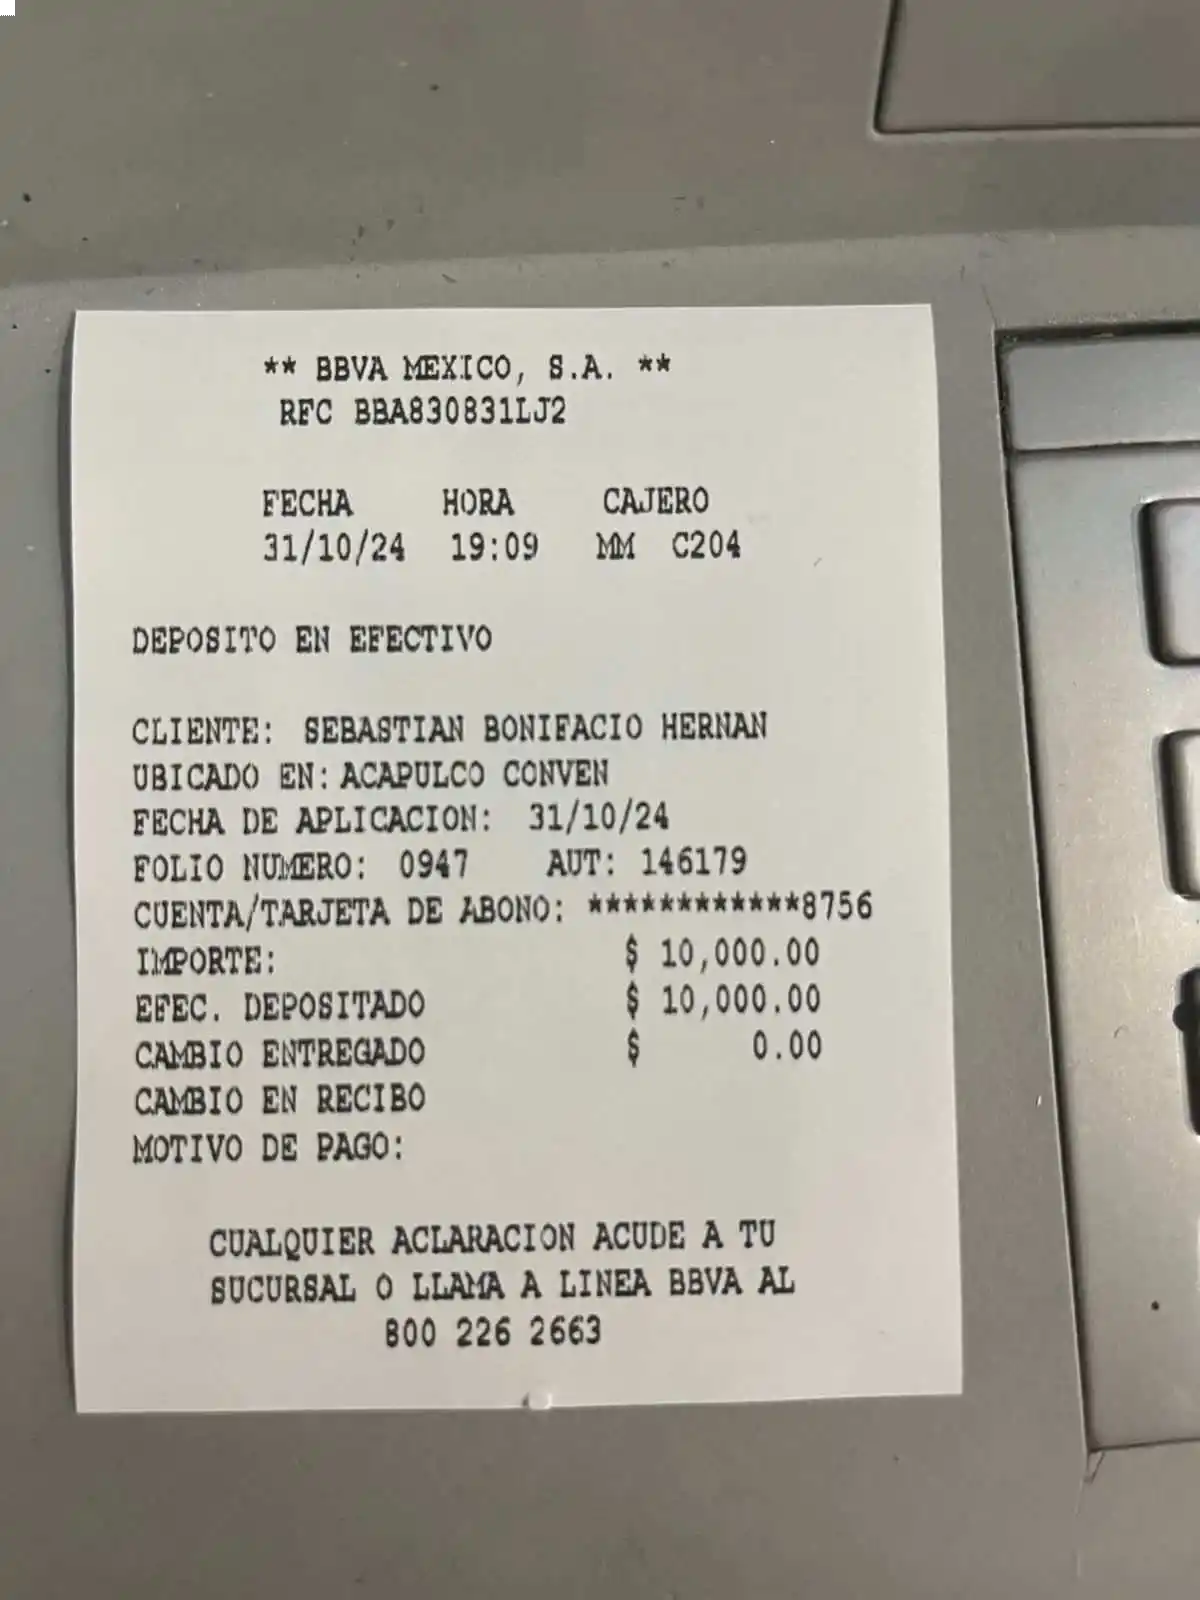 ** BBVA MEXICO, S.A. **
RFC BBA830831LJ2
FECHA HORA CAJERO
31/10/24 19:09 MM C204
DEPOSITO EN EFECTIVO
CLIENTE: SEBASTIAN BONIFACIO HERNAN
UBICADO EN: ACAPULCO CONVEN
FECHA DE APLICACION: 31/10/24
FOLIO NUMERO: 0947 AUT: 146179
CUENTA/TARJETA DE ABONO: ************8756
IMPORTE: $ 10,000.00
EFEC. DEPOSITADO $ 10,000.00
CAMBIO ENTREGADO $ 0.00
CAMBIO EN RECIBO
MOTIVO DE PAGO:
CUALQUIER ACLARACION ACUDE A TU
SUCURSAL O LLAMA A LINEA BBVA AL
800 226 2663